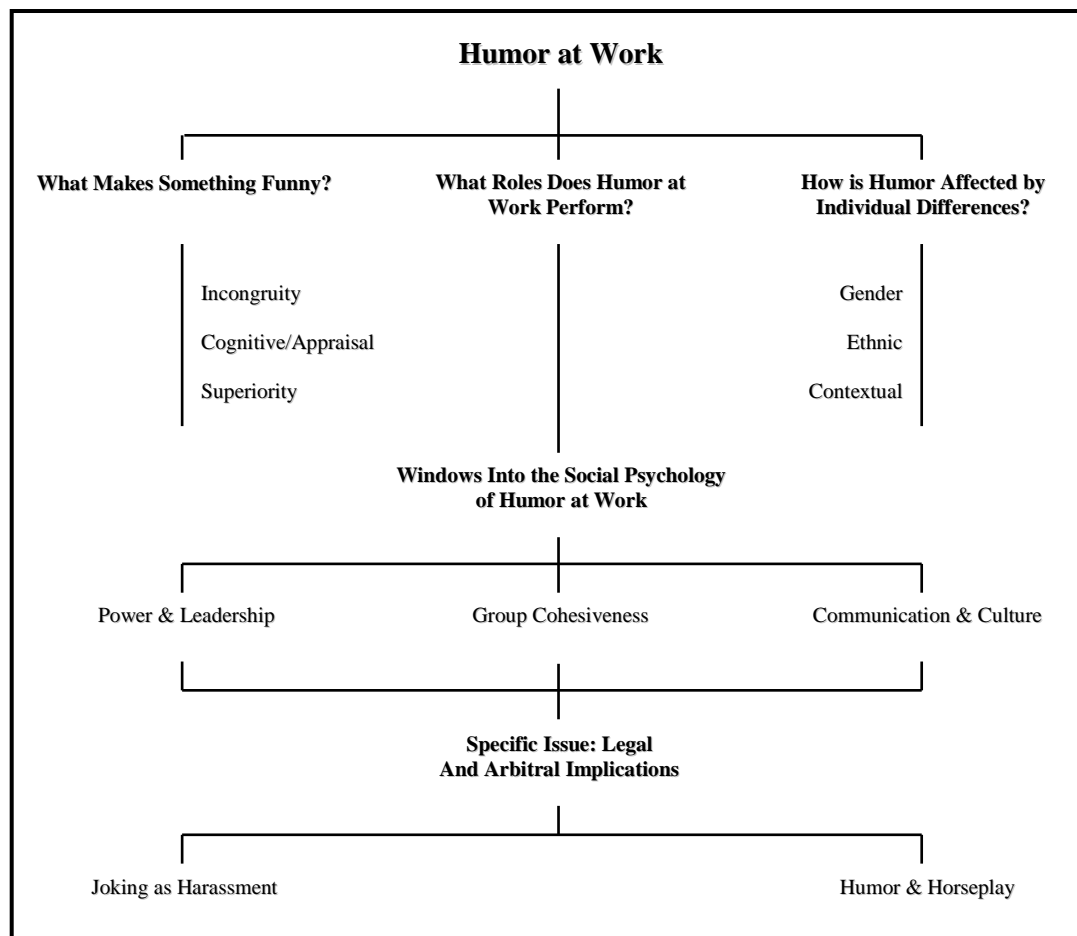 Humor at Work
What Makes Something Funny?
What Roles Does Humor at
Work Perform?
How is Humor Affected by
Individual Differences?
Incongruity
Cognitive/Appraisal
Superiority
Gender
Ethnic
Contextual
Windows Into the Social Psychology
of Humor at Work
Power & Leadership
Group Cohesiveness
Communication & Culture
Specific Issue: Legal
And Arbitral Implications
Joking as Harassment
Humor & Horseplay